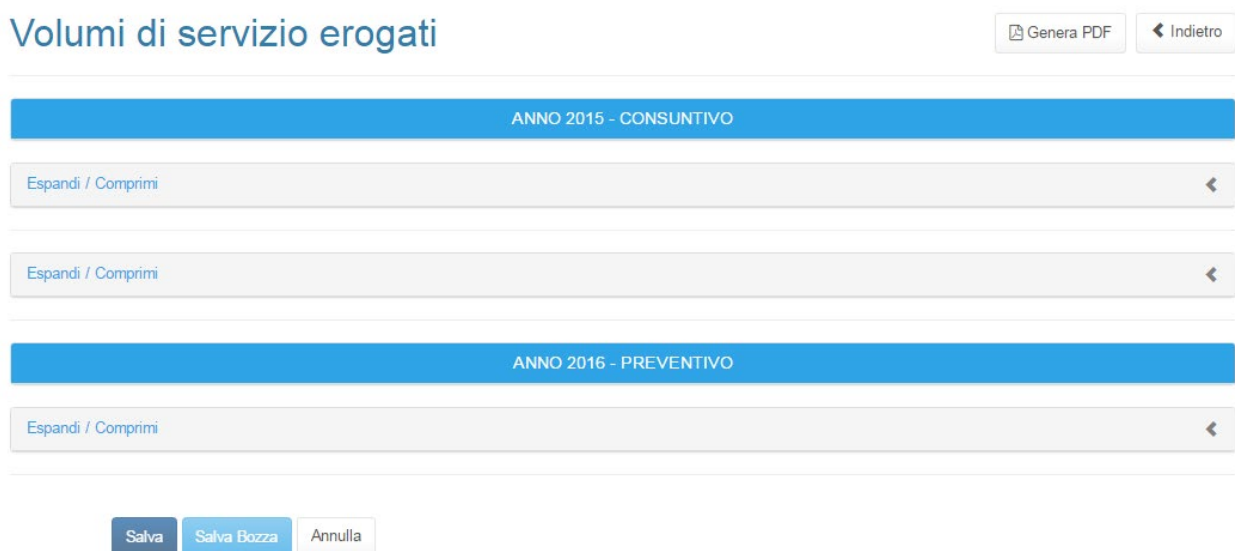 Volumi di servizio erogati
Genera PDF
Indietro
ANNO 2015 - CONSUNTIVO
Espandi / Comprimi
Espandi / Comprimi
ANNO 2016 - PREVENTIVO
Espandi / Comprimi
Salva
Salva Bozza
Annulla